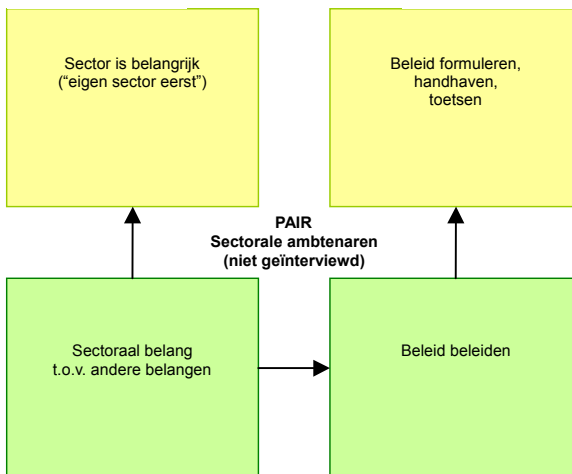 Sector is belangrijk
(“eigen sector eerst”)
Beleid formuleren,
handhaven,
toetsen
PAIR
Sectorale ambtenaren
(niet geïnterviewd)
Sectoraal belang
t.o.v. andere belangen
Beleid beleiden